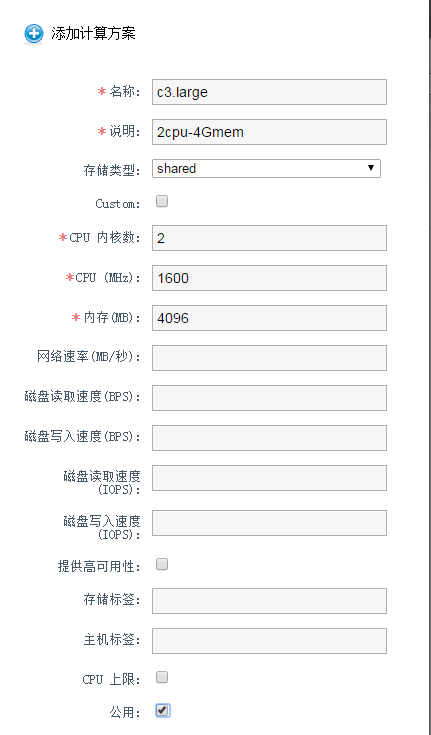 添加计算方案
*名称: c3.large
*说明: 2cpu-4Gmem
存储类型: shared
Custom:
*CPU 内核数: 2
*CPU (MHz): 1600
*内存(MB): 4096
网络速率(MB/秒):
磁盘读取速度(BPS):
磁盘写入速度(BPS):
磁盘读取速度
(IOPS):
磁盘写入速度
(IOPS):
提供高可用性:
存储标签:
主机标签:
CPU 上限:
公用: